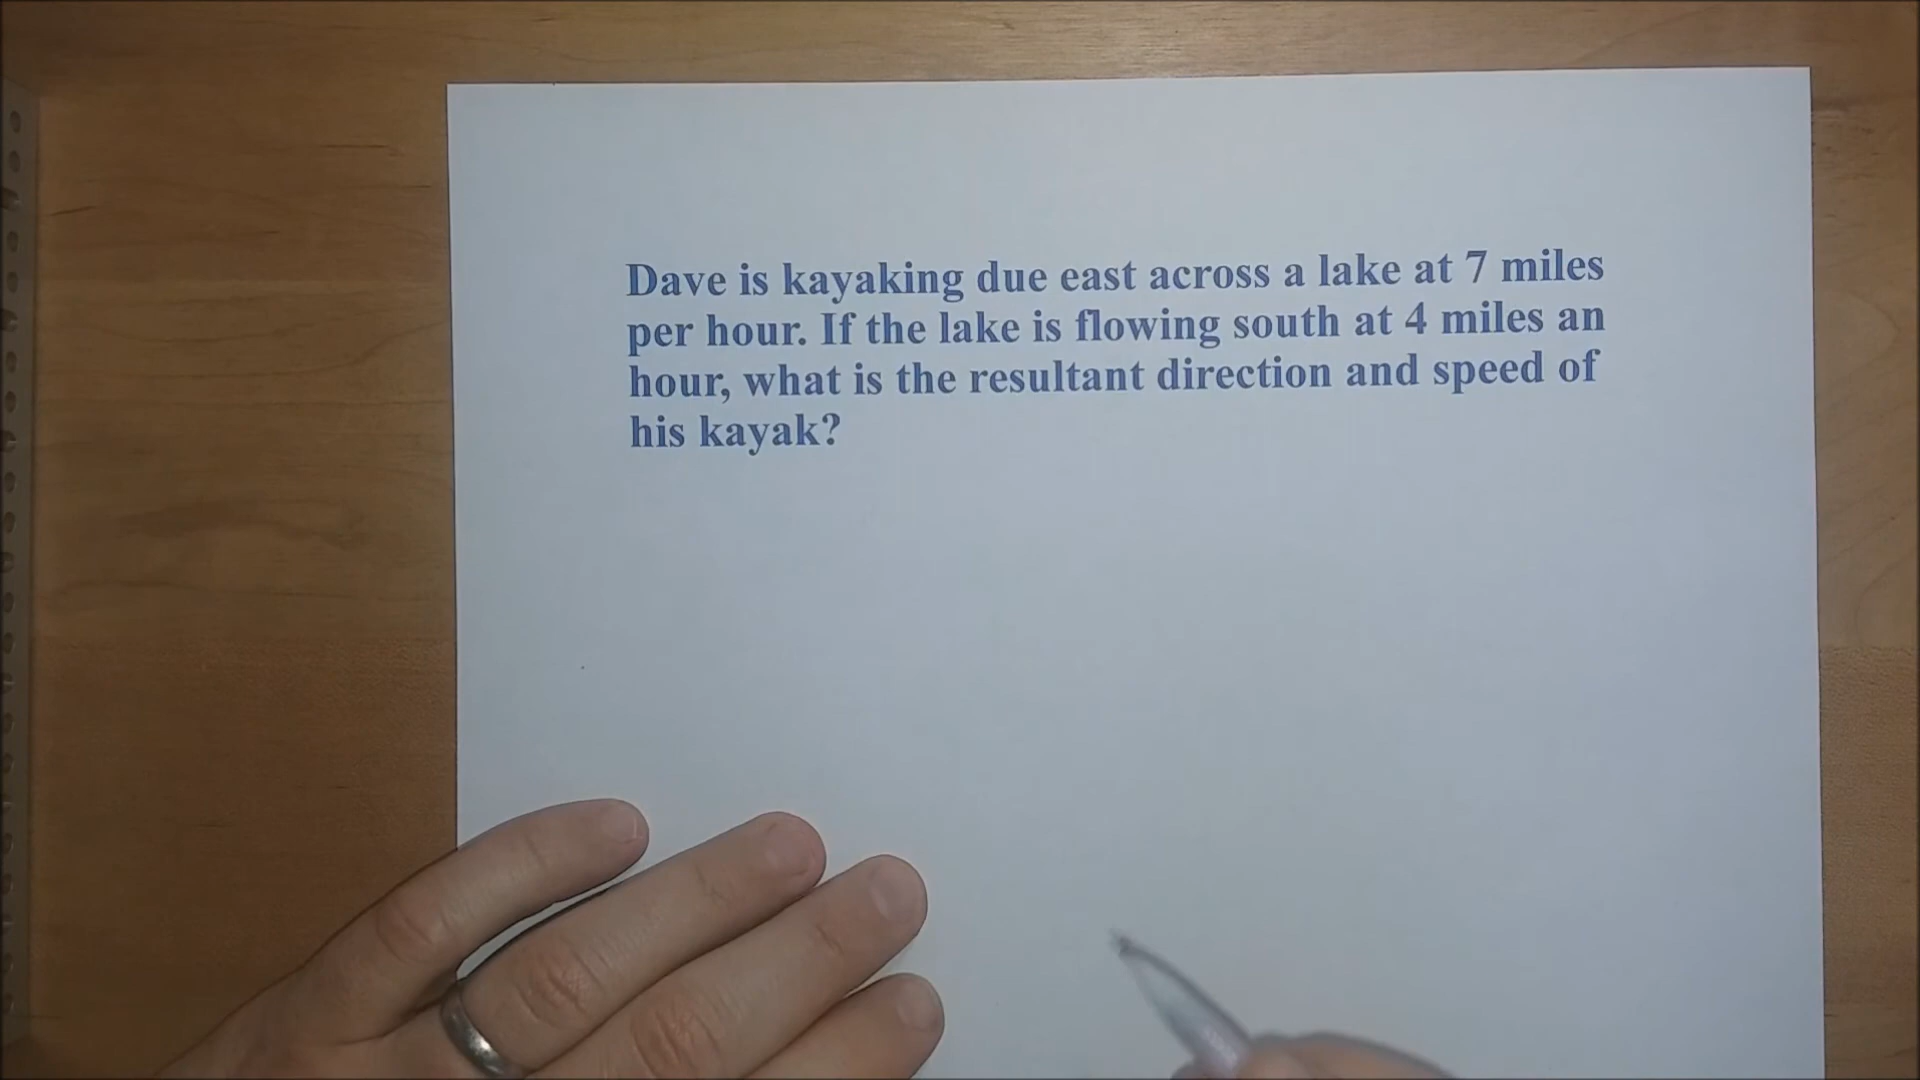 Dave is kayaking due east across a lake at 7 miles
per hour. If the lake is flowing south at 4 miles an
hour, what is the resultant direction and speed of
his kayak?